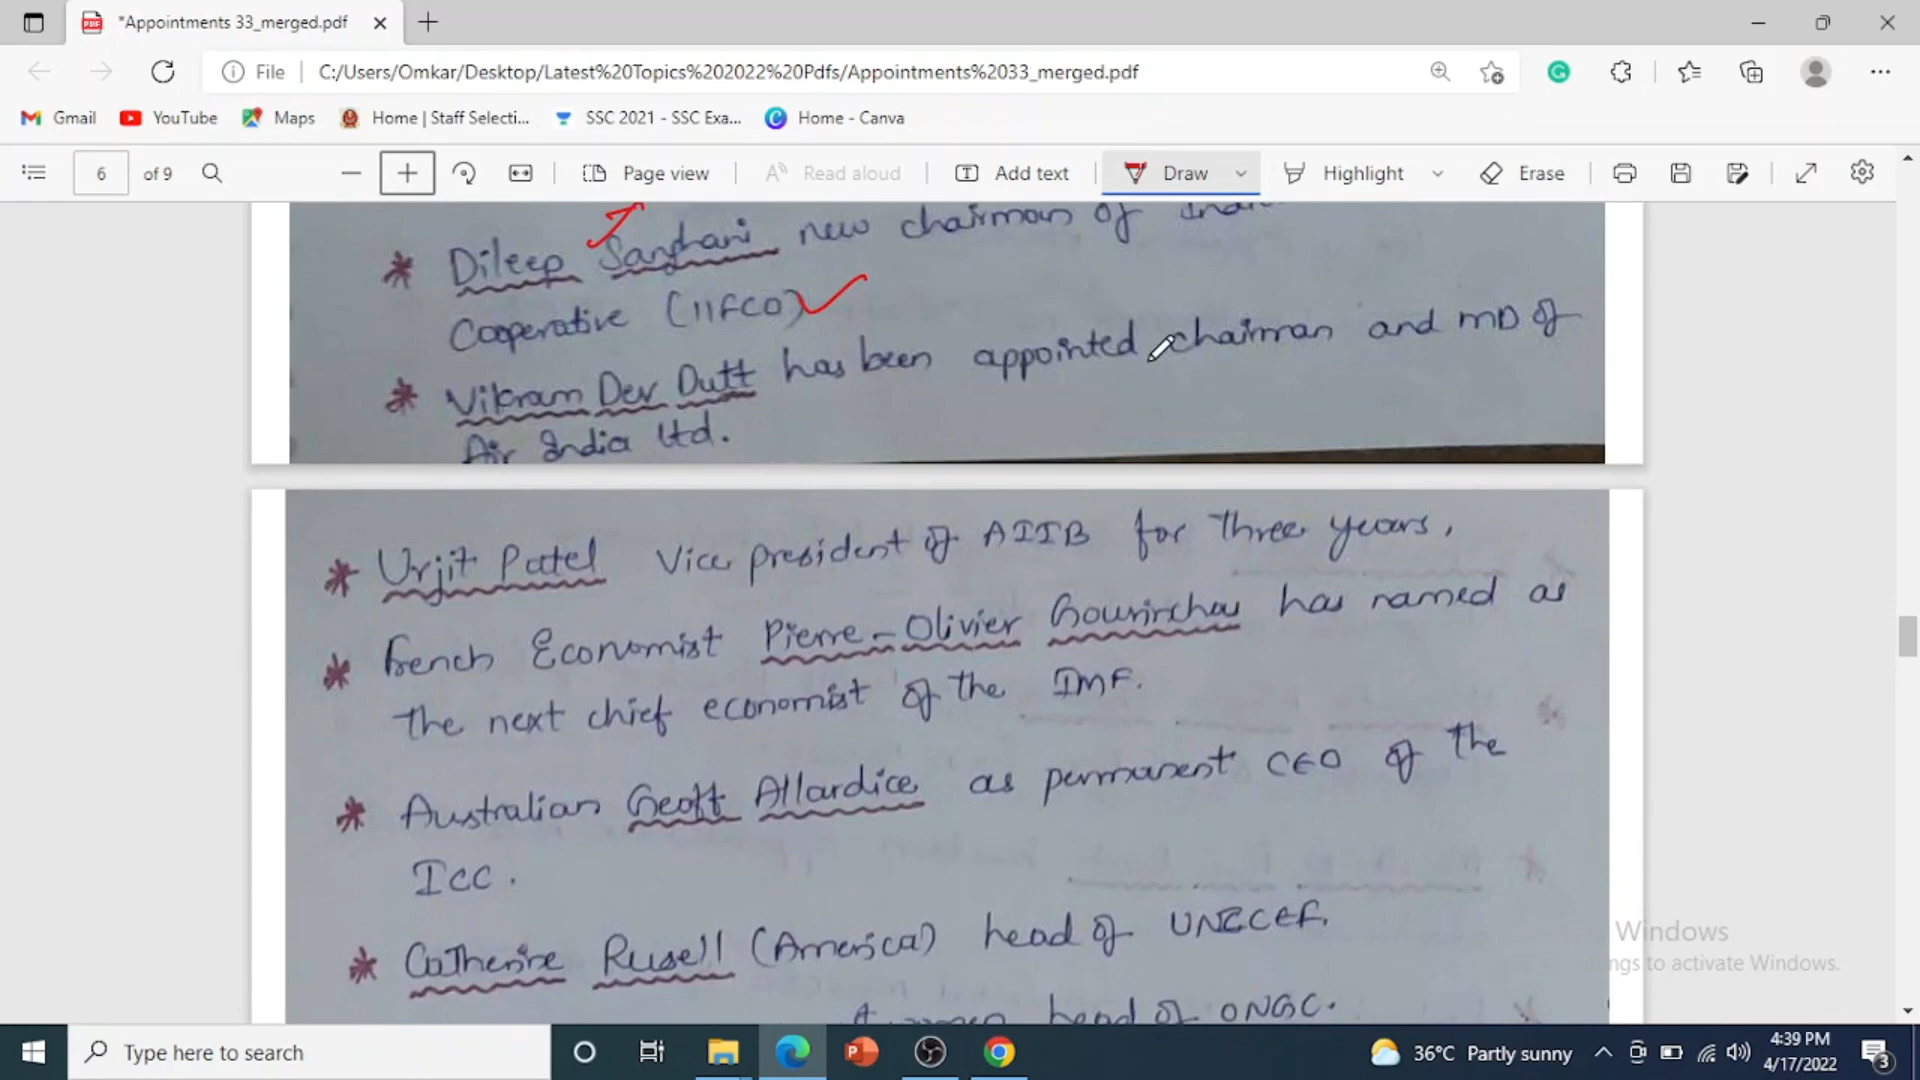 *Appointments 33_merged.pdf
File
C:/Users/Omkar/Desktop/Latest%20Topics%202022%20Pdfs/Appointments%2033_merged.pdf
Gmail YouTube Maps Home | Staff Selecti... SSC 2021 - SSC Exa... Home - Canva
6 of 9 Page view Read aloud Add text Draw Highlight Erase
* Dileep Sanghani new chairman of
Cooperative (IIFCO)
* Vikram Dev Dutt has been appointed chairman and MD of
Air India Ltd.
* Urjit Patel Vice president of AIIB for Three years,
* French Economist Pierre-Olivier Gourinchas has named as
the next chief economist of the IMF.
* Australian Geoff Allardice as permanent CEO of the
ICC.
* Catherine Rusell (America) head of UNICEF.
head of ONGC.
Windows
ngs to activate Windows.
Type here to search
36°C Partly sunny
4:39 PM
4/17/2022
3